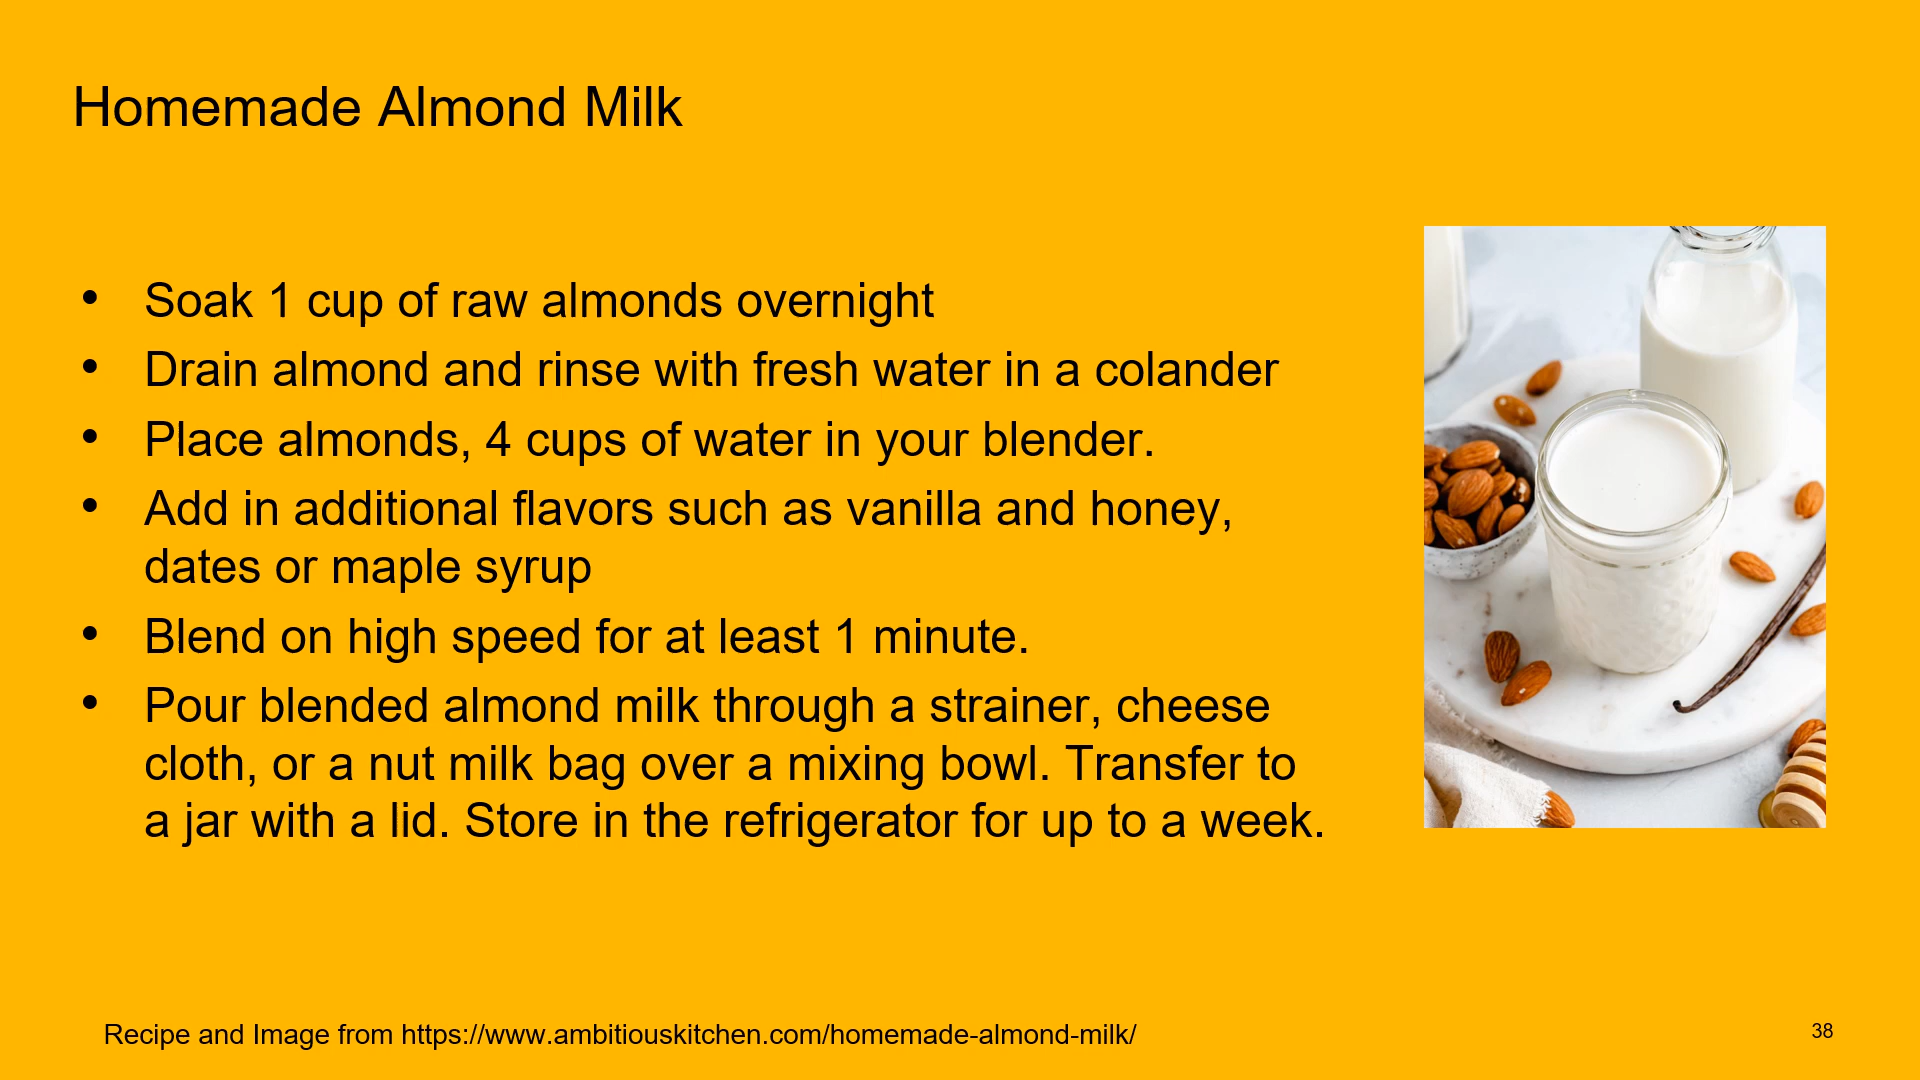 Homemade Almond Milk
• Soak 1 cup of raw almonds overnight
• Drain almond and rinse with fresh water in a colander
• Place almonds, 4 cups of water in your blender.
• Add in additional flavors such as vanilla and honey,
dates or maple syrup
• Blend on high speed for at least 1 minute.
• Pour blended almond milk through a strainer, cheese
cloth, or a nut milk bag over a mixing bowl. Transfer to
a jar with a lid. Store in the refrigerator for up to a week.
Recipe and Image from https://www.ambitiouskitchen.com/homemade-almond-milk/
38